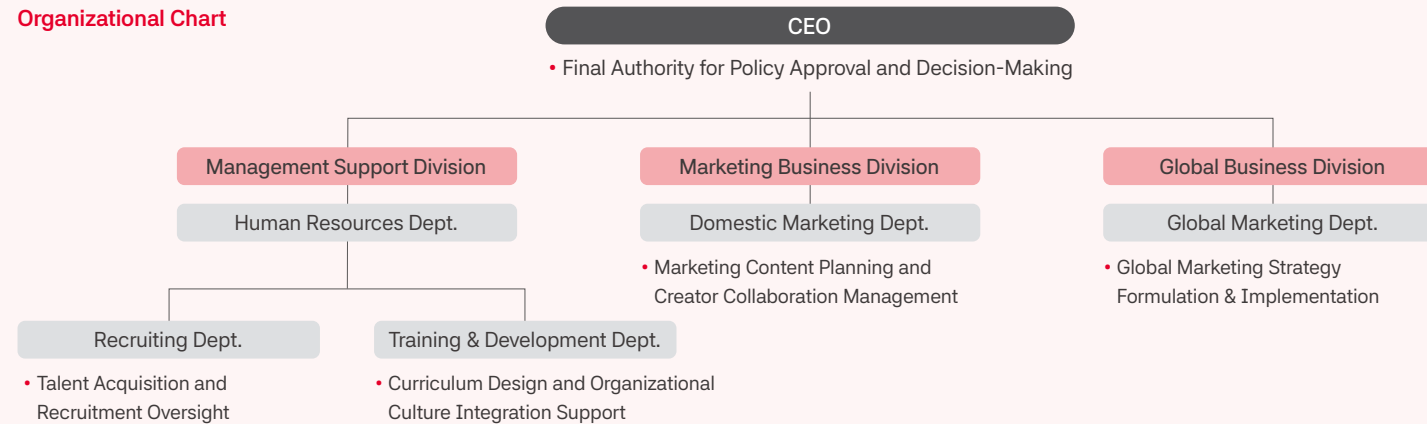 Organizational Chart
CEO
• Final Authority for Policy Approval and Decision-Making
Management Support Division
Marketing Business Division
Global Business Division
Human Resources Dept.
Domestic Marketing Dept.
Global Marketing Dept.
• Marketing Content Planning and
Creator Collaboration Management
• Global Marketing Strategy
Formulation & Implementation
Recruiting Dept.
Training & Development Dept.
• Talent Acquisition and
Recruitment Oversight
• Curriculum Design and Organizational
Culture Integration Support